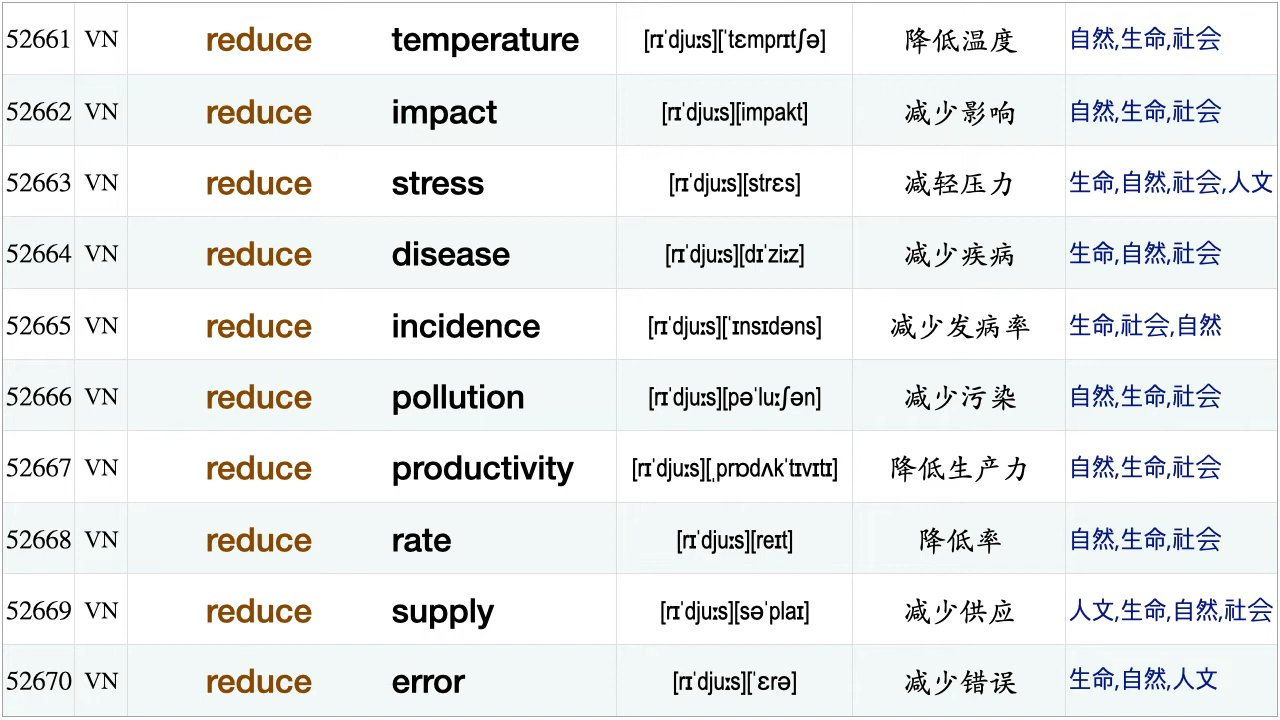 52661 VN reduce temperature [rɪˈdjuːs][ˈtɛmprɪtʃə] 降低温度 自然,生命,社会
52662 VN reduce impact [rɪˈdjuːs][impakt] 减少影响 自然,生命,社会
52663 VN reduce stress [rɪˈdjuːs][strɛs] 减轻压力 生命,自然,社会,人文
52664 VN reduce disease [rɪˈdjuːs][dɪˈziːz] 减少疾病 生命,自然,社会
52665 VN reduce incidence [rɪˈdjuːs][ˈɪnsɪdəns] 减少发病率 生命,社会,自然
52666 VN reduce pollution [rɪˈdjuːs][pəˈluːʃən] 减少污染 自然,生命,社会
52667 VN reduce productivity [rɪˈdjuːs][ˌprɒdʌkˈtɪvɪtɪ] 降低生产力 自然,生命,社会
52668 VN reduce rate [rɪˈdjuːs][reɪt] 降低率 自然,生命,社会
52669 VN reduce supply [rɪˈdjuːs][səˈplaɪ] 减少供应 人文,生命,自然,社会
52670 VN reduce error [rɪˈdjuːs][ˈɛrə] 减少错误 生命,自然,人文